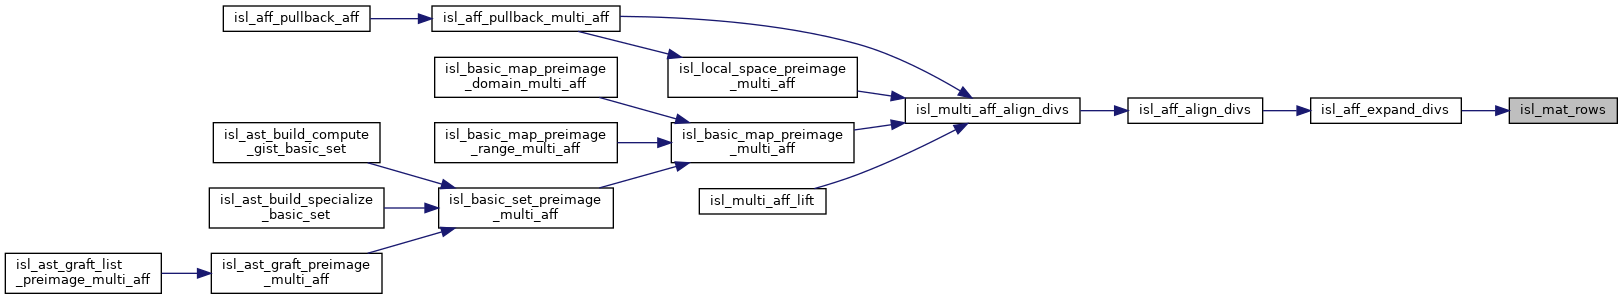 isl_aff_pullback_aff
isl_aff_pullback_multi_aff
isl_basic_map_preimage
_domain_multi_aff
isl_local_space_preimage
_multi_aff
isl_multi_aff_align_divs
isl_aff_align_divs
isl_aff_expand_divs
isl_mat_rows
isl_ast_build_compute
_gist_basic_set
isl_basic_map_preimage
_range_multi_aff
isl_basic_map_preimage
_multi_aff
isl_ast_build_specialize
_basic_set
isl_basic_set_preimage
_multi_aff
isl_multi_aff_lift
isl_ast_graft_list
_preimage_multi_aff
isl_ast_graft_preimage
_multi_aff